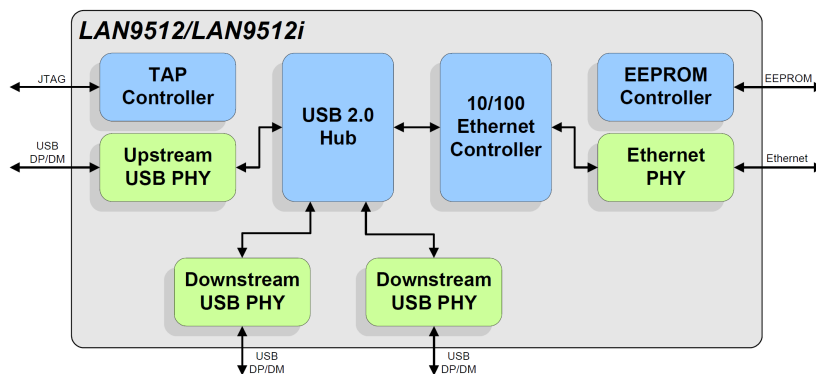 LAN9512/LAN9512i
JTAG
TAP
Controller
USB 2.0
Hub
10/100
Ethernet
Controller
EEPROM
Controller
EEPROM
USB
DP/DM
Upstream
USB PHY
Ethernet
PHY
Ethernet
Downstream
USB PHY
Downstream
USB PHY
USB
DP/DM
USB
DP/DM